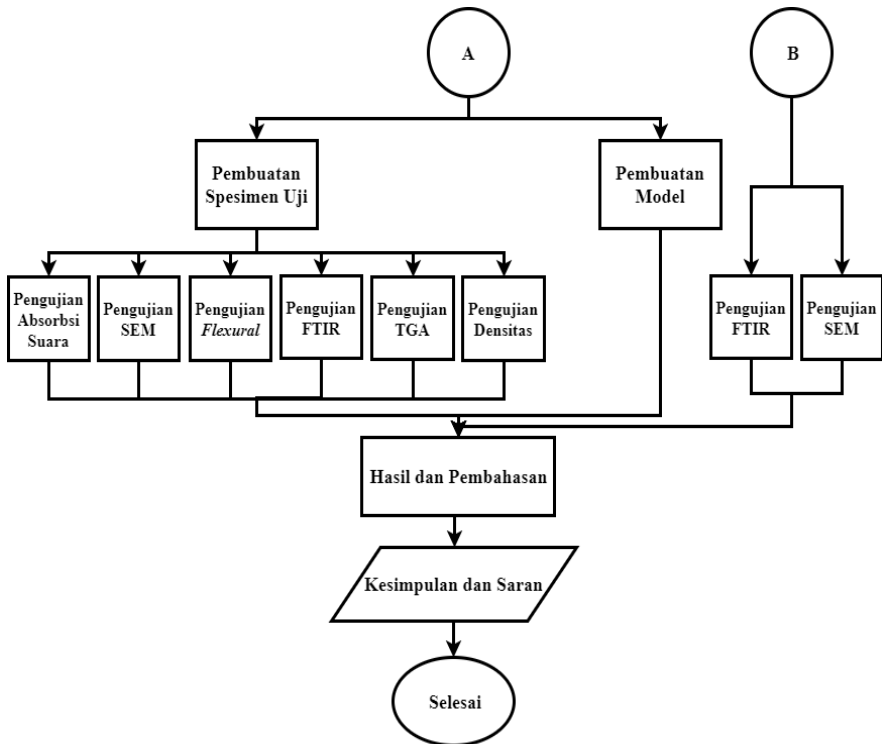 A
B
Pembuatan
Spesimen Uji
Pembuatan
Model
Pengujian
Absorbsi
Suara
Pengujian
SEM
Pengujian
Flexural
Pengujian
FTIR
Pengujian
TGA
Pengujian
Densitas
Pengujian
FTIR
Pengujian
SEM
Hasil dan Pembahasan
Kesimpulan dan Saran
Selesai